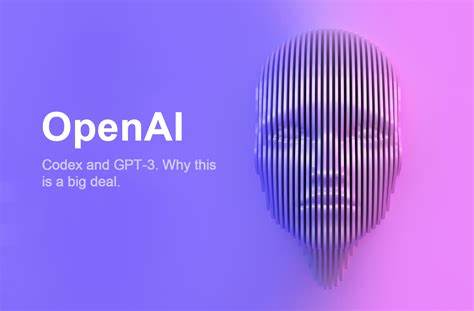 OpenAI
Codex and GPT-3. Why this
is a big deal.